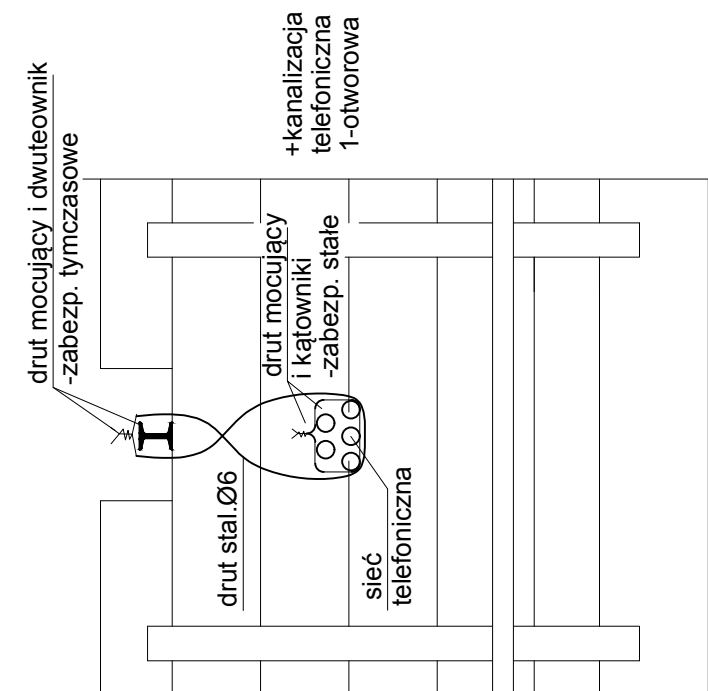 drut mocujący i dwuteownik
-zabezp. tymczasowe
+kanalizacja
telefoniczna
1-otworowa
drut mocujący
i kątowniki
-zabezp. stałe
drut stal.Ø6
sieć
telefoniczna